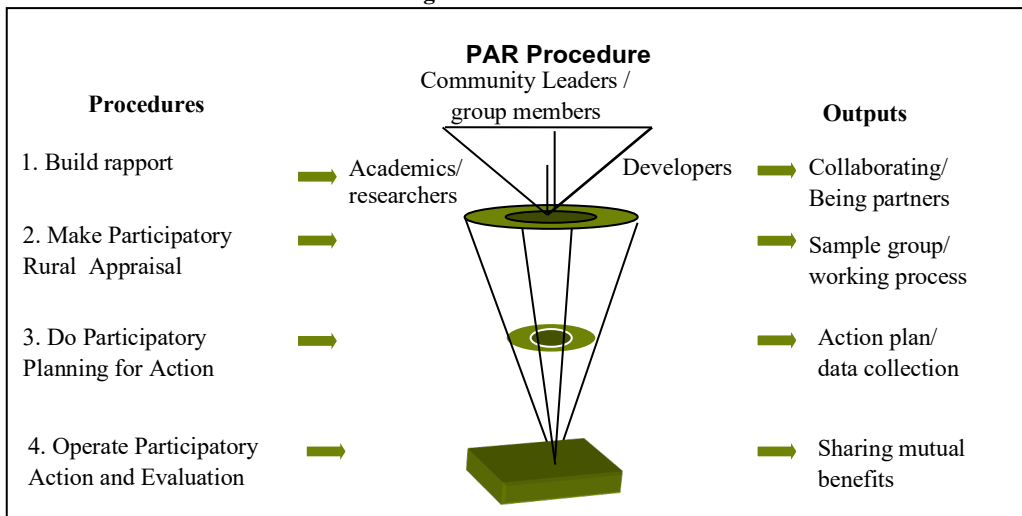 PAR Procedure
Community Leaders /
group members
Procedures
Outputs
1. Build rapport
Academics/
researchers
Developers
Collaborating/
Being partners
2. Make Participatory
Rural Appraisal
Sample group/
working process
3. Do Participatory
Planning for Action
Action plan/
data collection
4. Operate Participatory
Action and Evaluation
Sharing mutual
benefits